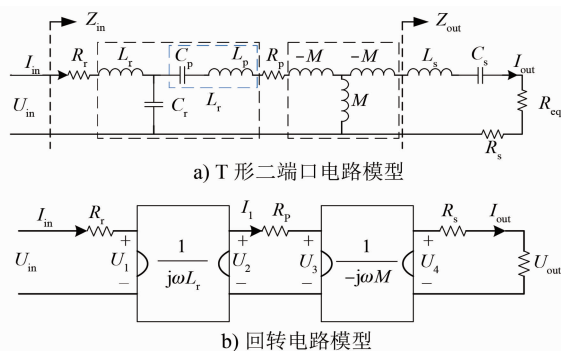 Z_in Z_out
I_in R_r L_r C_p L_p R_p -M -M L_s C_s I_out
L_r
U_in C_r M R_eq
R_s
a) T 形二端口电路模型
I_in R_r I_1 R_P R_s I_out
U_in + U_1 − 1/(jωL_r) + U_2 − + U_3 − 1/(−jωM) + U_4 − U_out
b) 回转电路模型